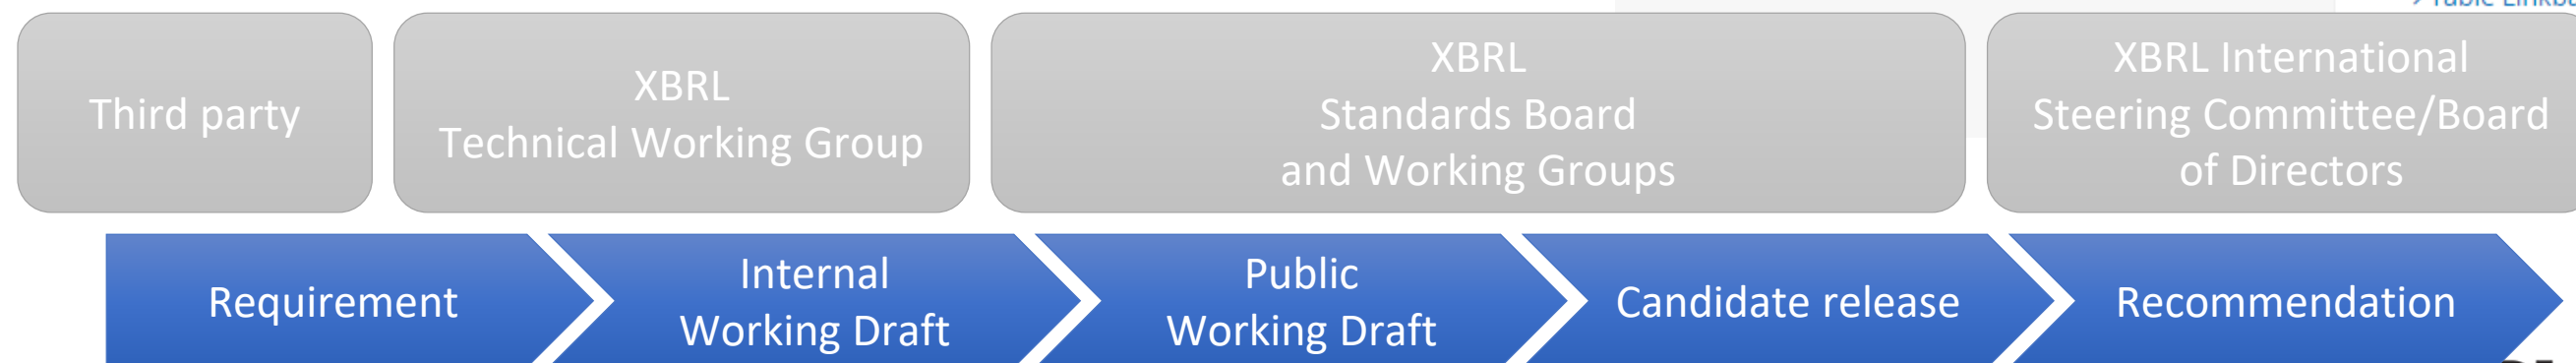 Third party
XBRL
Technical Working Group
XBRL
Standards Board
and Working Groups
XBRL International
Steering Committee/Board
of Directors
Requirement
Internal
Working Draft
Public
Working Draft
Candidate release
Recommendation